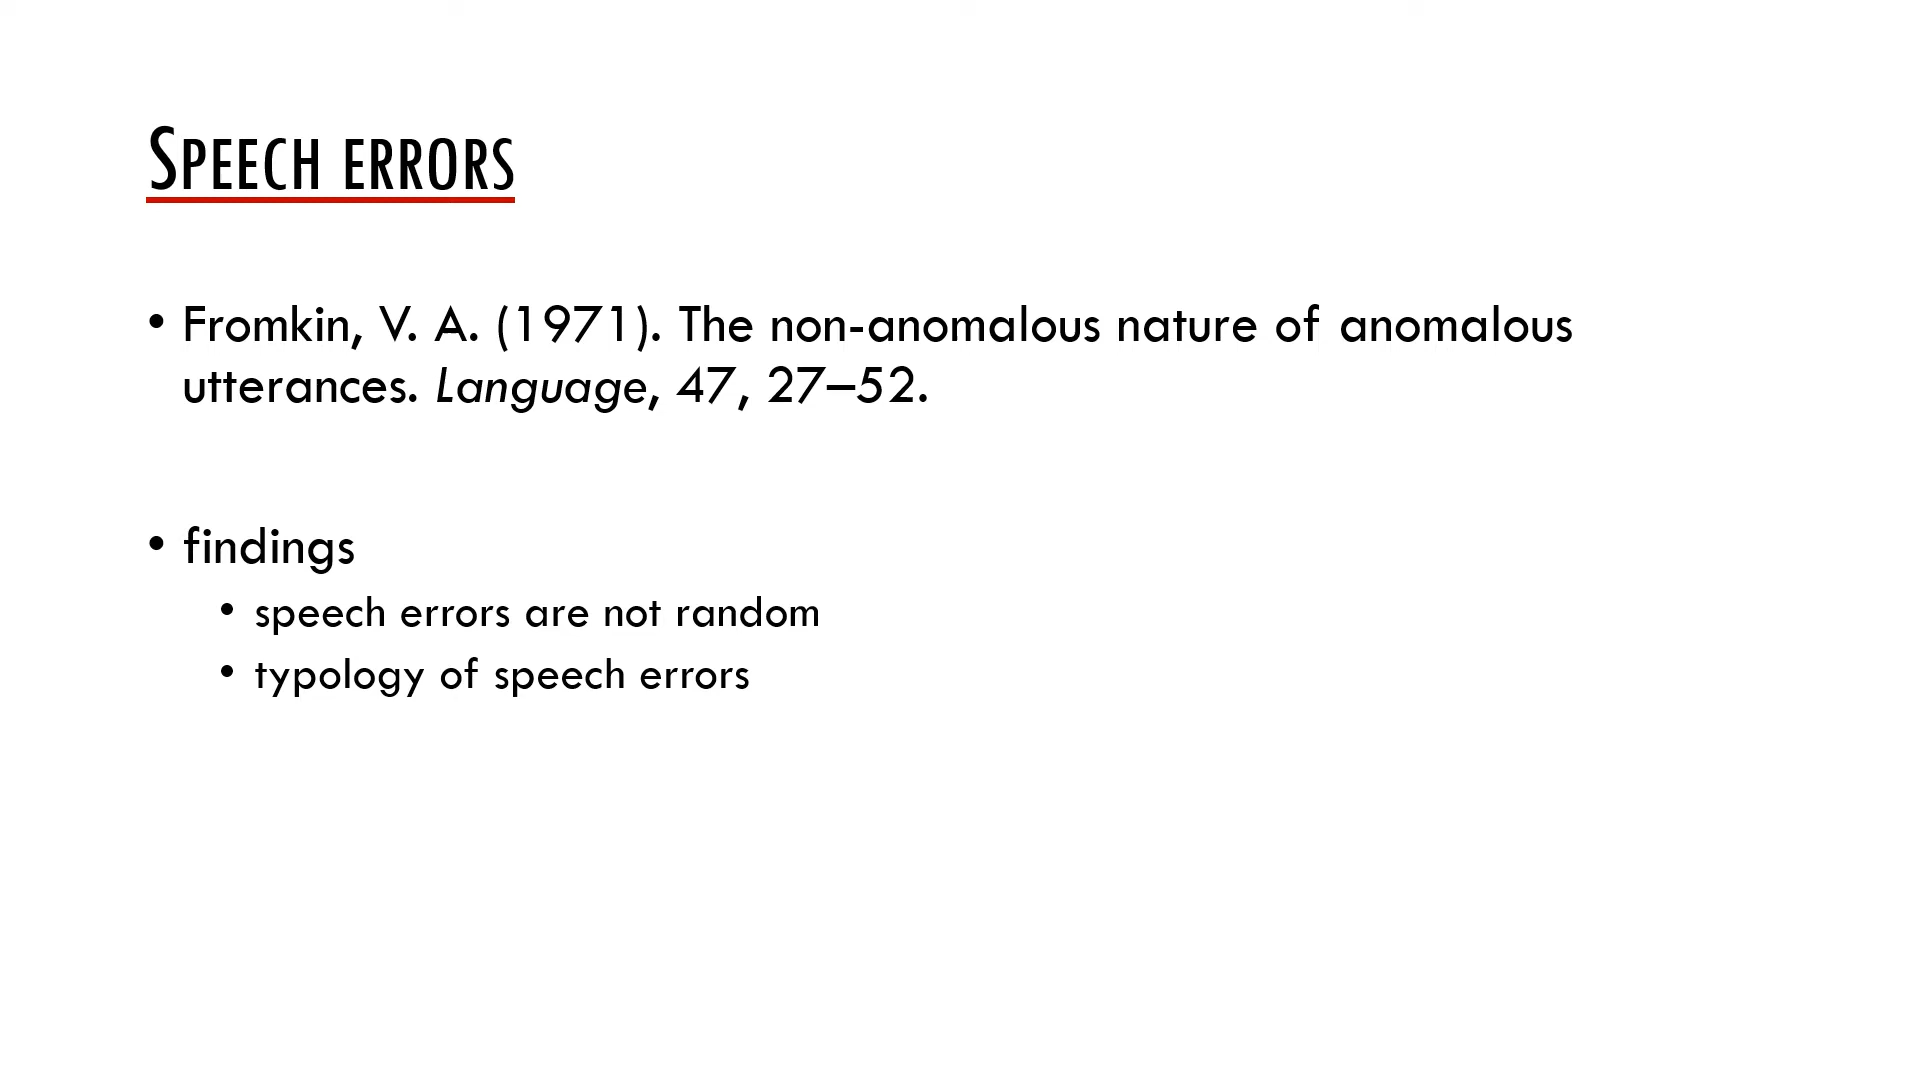 SPEECH ERRORS
• Fromkin, V. A. (1971). The non-anomalous nature of anomalous
utterances. Language, 47, 27–52.
• findings
• speech errors are not random
• typology of speech errors